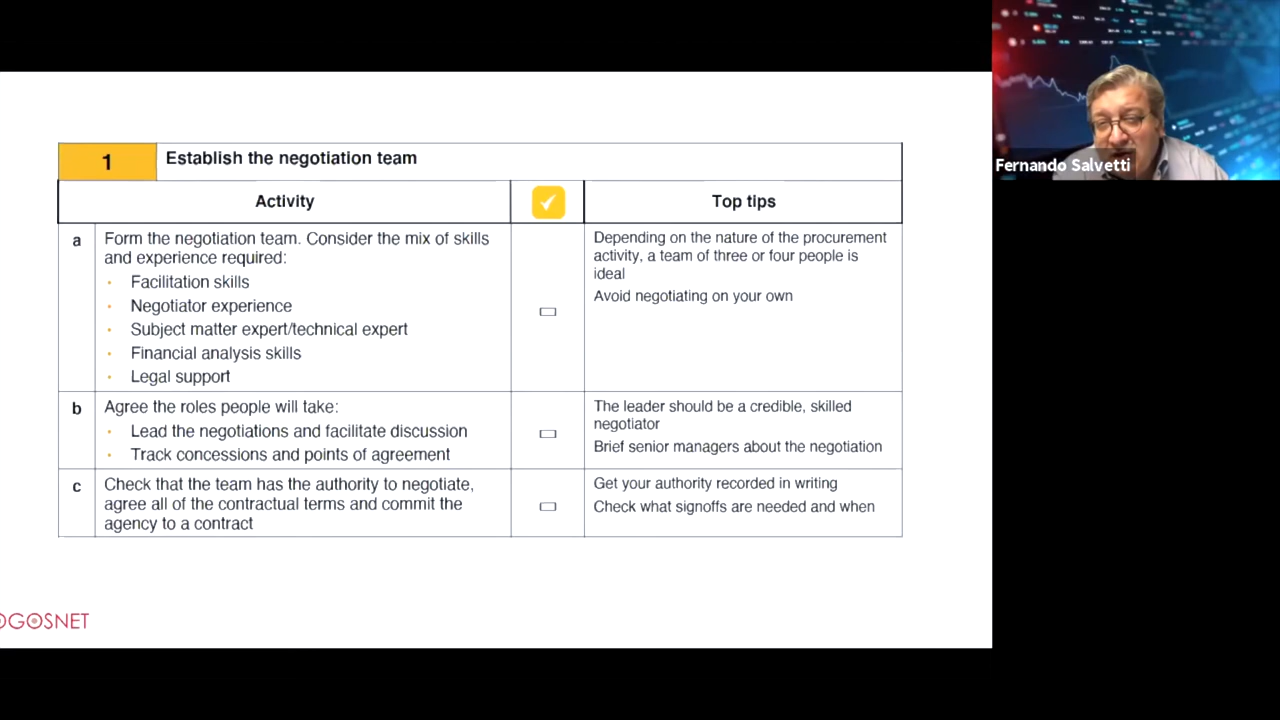 1
Establish the negotiation team
Activity
Top tips
a
Form the negotiation team. Consider the mix of skills
and experience required:
• Facilitation skills
• Negotiator experience
• Subject matter expert/technical expert
• Financial analysis skills
• Legal support
Depending on the nature of the procurement
activity, a team of three or four people is
ideal
Avoid negotiating on your own
b
Agree the roles people will take:
• Lead the negotiations and facilitate discussion
• Track concessions and points of agreement
The leader should be a credible, skilled
negotiator
Brief senior managers about the negotiation
c
Check that the team has the authority to negotiate,
agree all of the contractual terms and commit the
agency to a contract
Get your authority recorded in writing
Check what signoffs are needed and when
OGOSNET
Fernando Salvetti